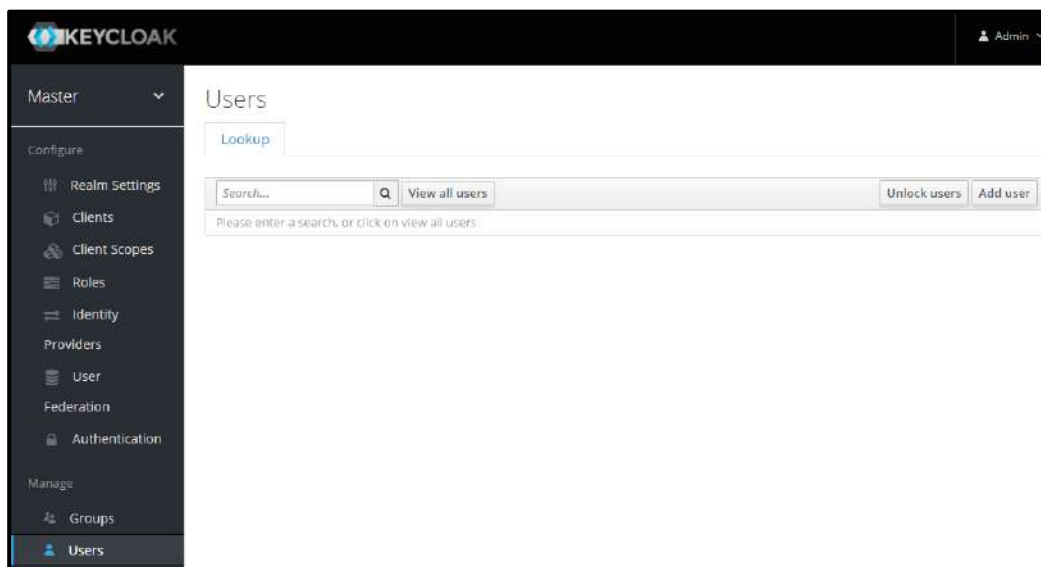 KEYCLOAK
Admin
Master
Users
Lookup
Configure
Realm Settings
Search...
View all users
Unlock users
Add user
Clients
Please enter a search, or click on view all users
Client Scopes
Roles
Identity
Providers
User
Federation
Authentication
Manage
Groups
Users